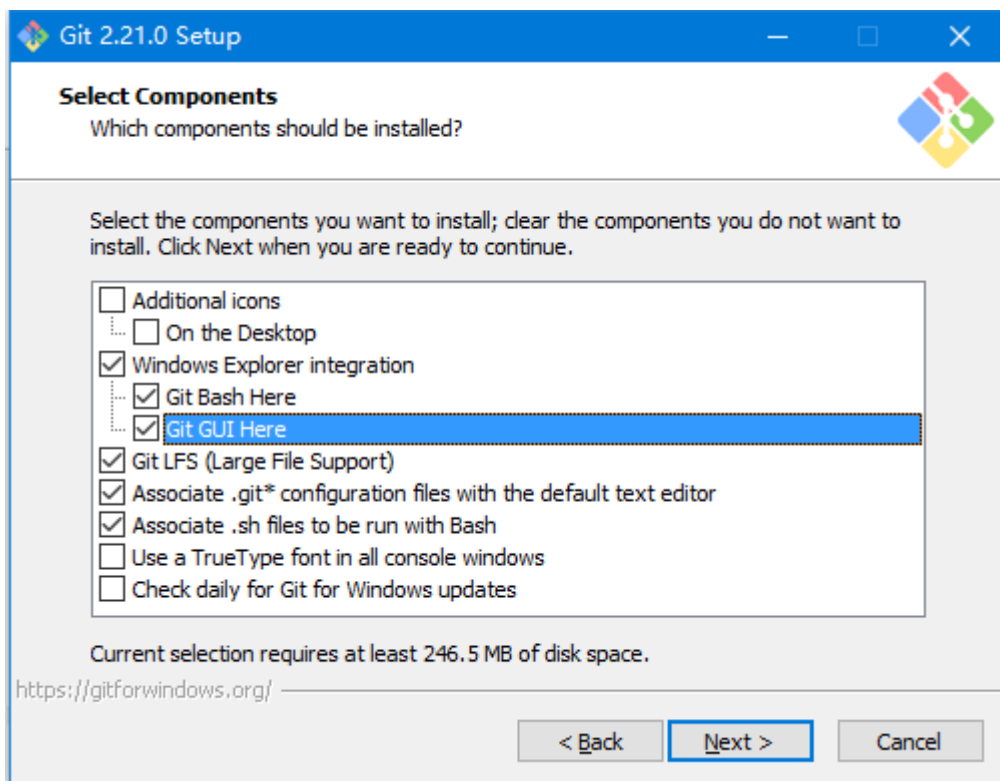 Git 2.21.0 Setup
Select Components
Which components should be installed?
Select the components you want to install; clear the components you do not want to
install. Click Next when you are ready to continue.
Additional icons
On the Desktop
Windows Explorer integration
Git Bash Here
Git GUI Here
Git LFS (Large File Support)
Associate .git* configuration files with the default text editor
Associate .sh files to be run with Bash
Use a TrueType font in all console windows
Check daily for Git for Windows updates
Current selection requires at least 246.5 MB of disk space.
https://gitforwindows.org/
< Back Next > Cancel